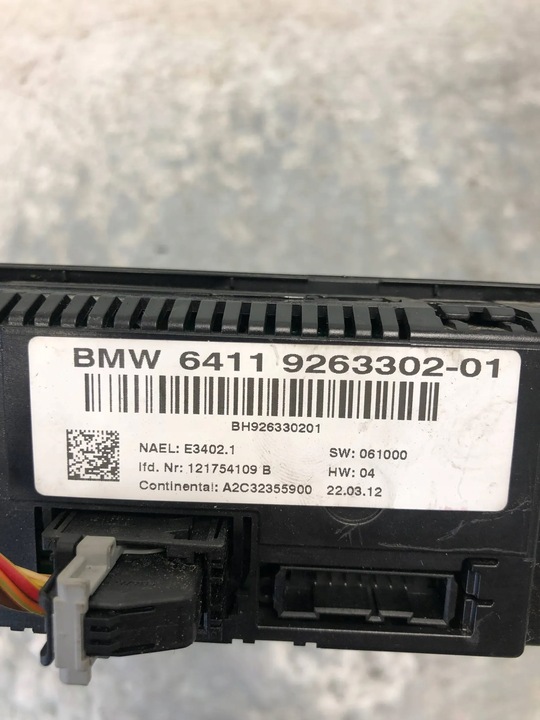 BMW 6411 9263302-01
BH926330201
NAEL: E3402.1 SW: 061000
lfd. Nr: 121754109 B HW: 04
Continental: A2C32355900 22.03.12